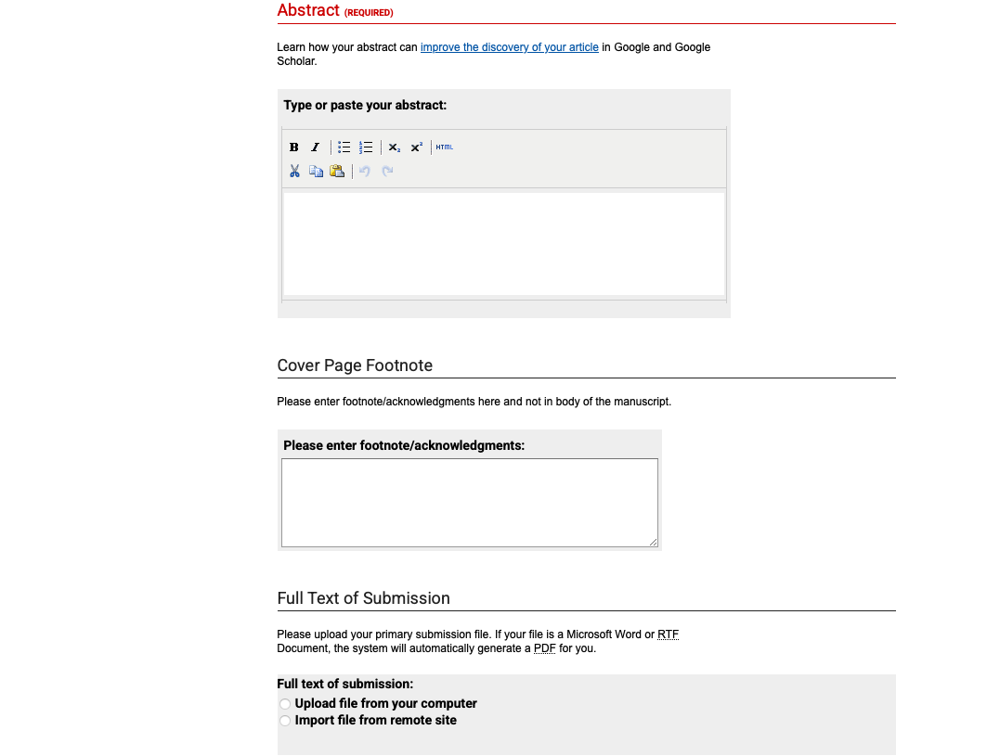 Abstract (REQUIRED)
Learn how your abstract can improve the discovery of your article in Google and Google
Scholar.
Type or paste your abstract:
B I x₂ x² HTML
Cover Page Footnote
Please enter footnote/acknowledgments here and not in body of the manuscript.
Please enter footnote/acknowledgments:
Full Text of Submission
Please upload your primary submission file. If your file is a Microsoft Word or RTF
Document, the system will automatically generate a PDF for you.
Full text of submission:
Upload file from your computer
Import file from remote site